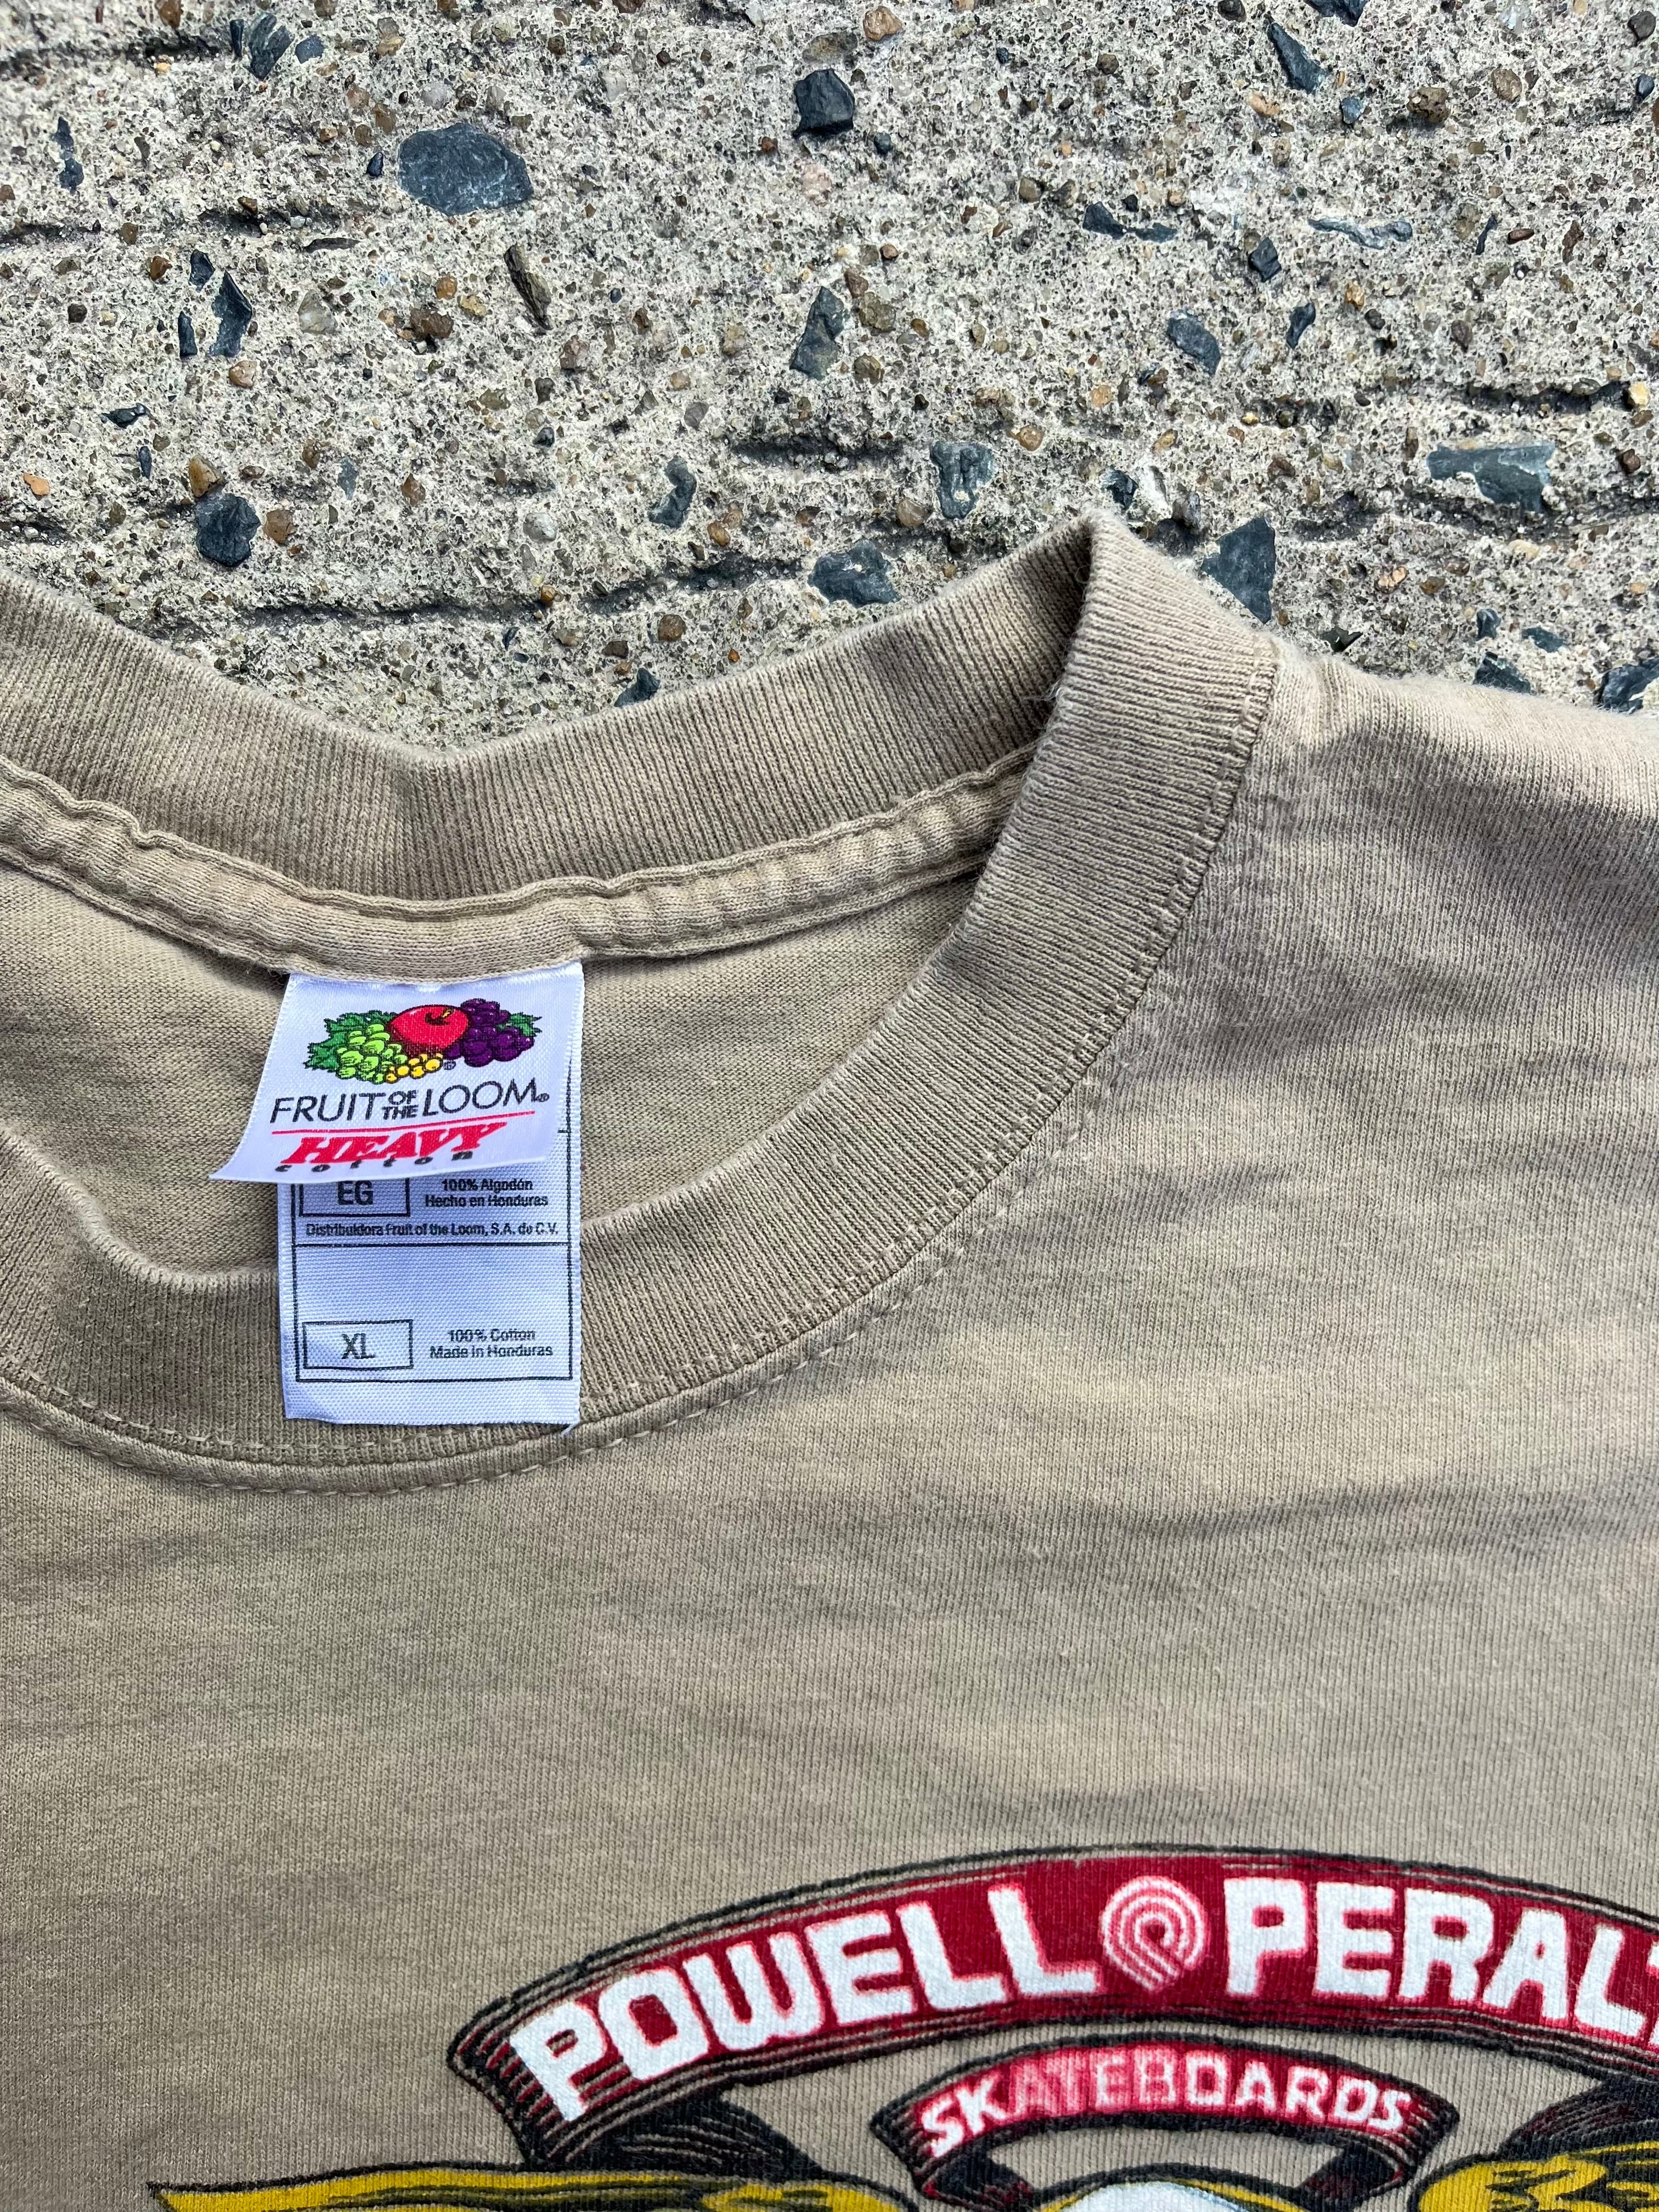 FRUIT OF THE LOOM®
HEAVY
cotton
EG
100% Algodón
Hecho en Honduras
Distribuidora Fruit of the Loom, S.A. de C.V.
XL
100% Cotton
Made in Honduras
POWELL P PERALT
SKATEBOARDS